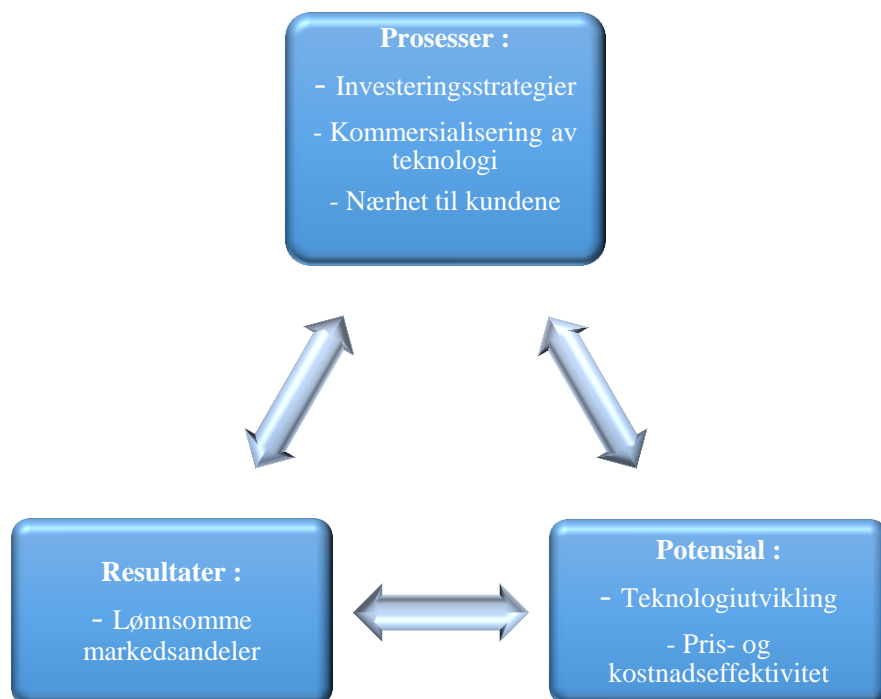 Prosesser :
- Investeringsstrategier
- Kommersialisering av
teknologi
- Nærhet til kundene
Resultater :
- Lønnsomme
markedsandeler
Potensial :
- Teknologiutvikling
- Pris- og
kostnadseffektivitet